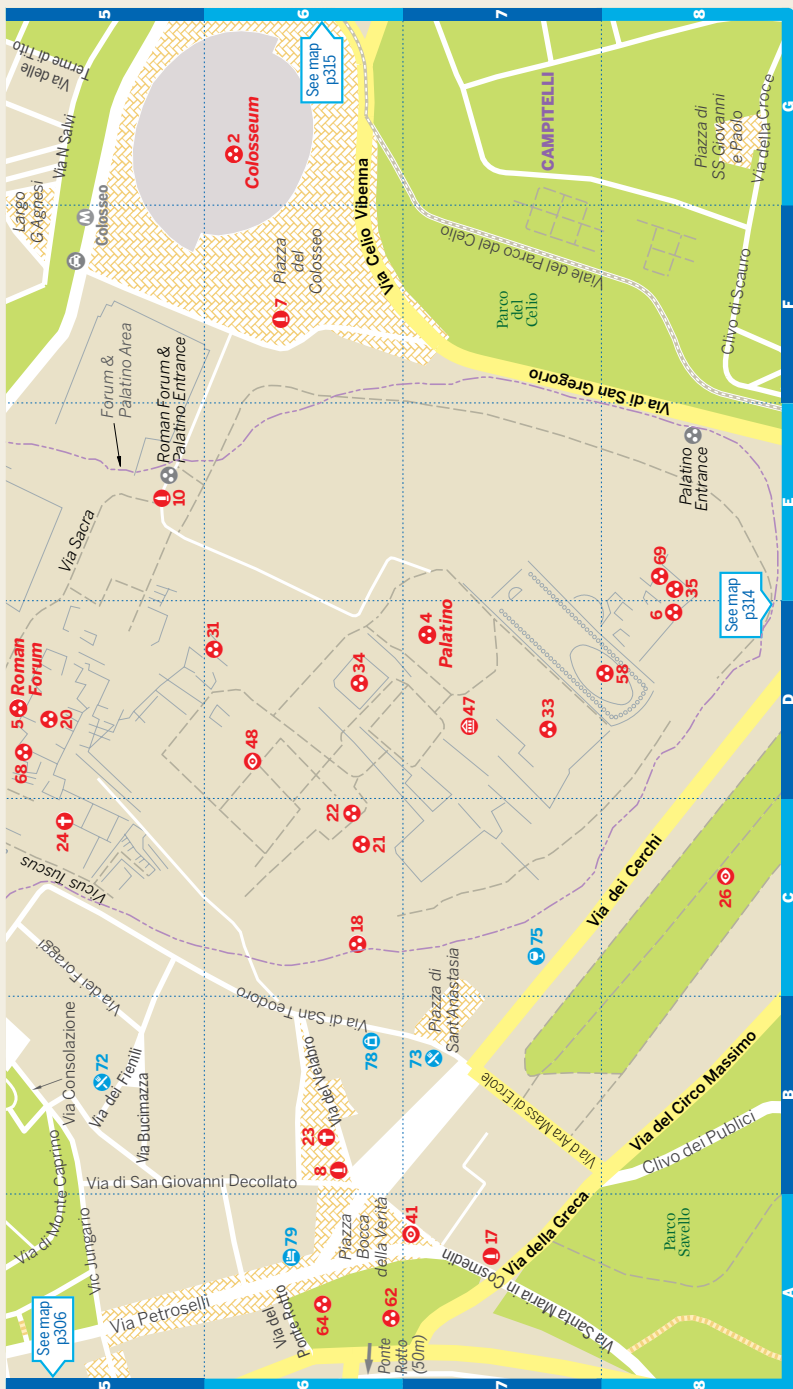 5
6
7
8
See map
p306
Via di Monte Caprino
Via Consolazione
Vic Jungario
72
Via dei Fienili
Via Bucimazza
Via dei Foraggi
Vicus Tuscus
24
68
5 Roman
Forum
20
Via Sacra
Forum &
Palatino Area
Roman Forum &
Palatino Entrance
10
Largo
G Agnesi
Via N Salvi
Via delle
Terme di Tito
M
Colosseo
Via Petroselli
Via di San Giovanni Decollato
79
Via del
Ponte Rotto
64
62
Ponte
Rotto
(50m)
Piazza
Bocca
della Verità
8
23
Via del Velabro
78
Via di San Teodoro
18
21
22
48
31
34
7
Piazza
del
Colosseo
2
Colosseum
See map
p315
41
17
Via Santa Maria in Cosmedin
Via della Greca
73
Piazza di
Sant'Anastasia
Via d Ara Mass di Ercole
75
4
Palatino
47
33
Via Celio Vibenna
Parco
del
Celio
Viale del Parco del Celio
CAMPITELLI
Via di San Gregorio
Parco
Savello
Clivo dei Publici
Via del Circo Massimo
Via dei Cerchi
26
58
6
35
69
Palatino
Entrance
See map
p314
Clivo di Scauro
Piazza di
SS Giovanni
e Paolo
Via della Croce
A
B
C
D
E
F
G
5
6
7
8